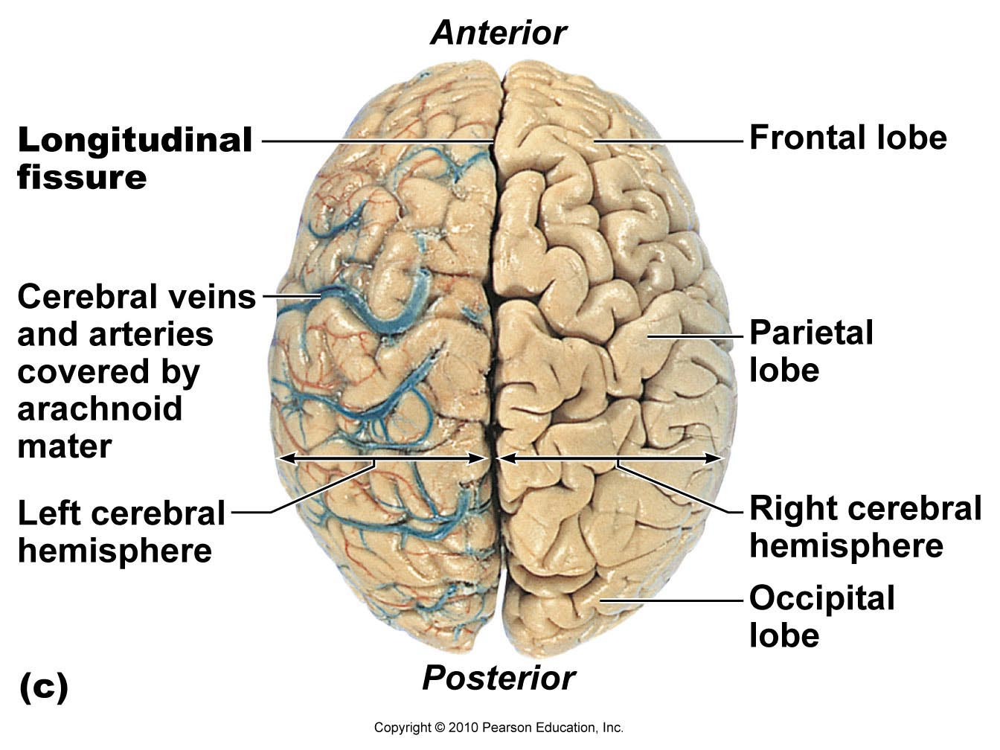 Anterior
Longitudinal
fissure
Frontal lobe
Cerebral veins
and arteries
covered by
arachnoid
mater
Parietal
lobe
Left cerebral
hemisphere
Right cerebral
hemisphere
Occipital
lobe
Posterior
(c)
Copyright © 2010 Pearson Education, Inc.